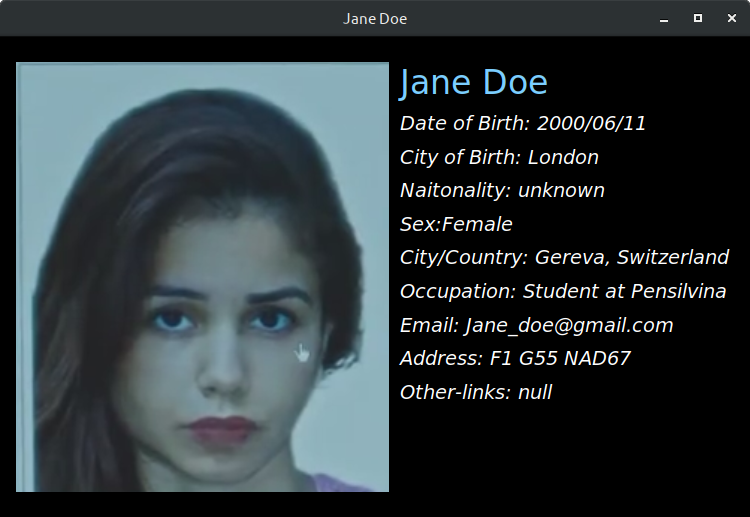 Jane Doe
Jane Doe
Date of Birth: 2000/06/11
City of Birth: London
Naitonality: unknown
Sex:Female
City/Country: Gereva, Switzerland
Occupation: Student at Pensilvina
Email: Jane_doe@gmail.com
Address: F1 G55 NAD67
Other-links: null